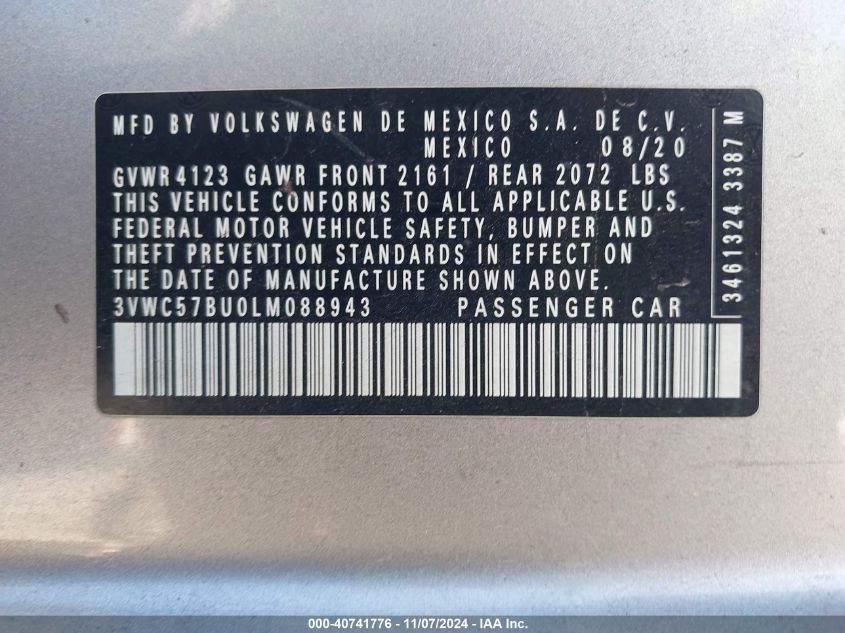 MFD BY VOLKSWAGEN DE MEXICO S.A. DE C.V.
MEXICO 08/20
GVWR 4123 GAWR FRONT 2161 / REAR 2072 LBS
THIS VEHICLE CONFORMS TO ALL APPLICABLE U.S.
FEDERAL MOTOR VEHICLE SAFETY, BUMPER AND
THEFT PREVENTION STANDARDS IN EFFECT ON
THE DATE OF MANUFACTURE SHOWN ABOVE.
3VWC57BU0LM088943 PASSENGER CAR
3461324 3387 M
000-40741776 - 11/07/2024 - IAA Inc.